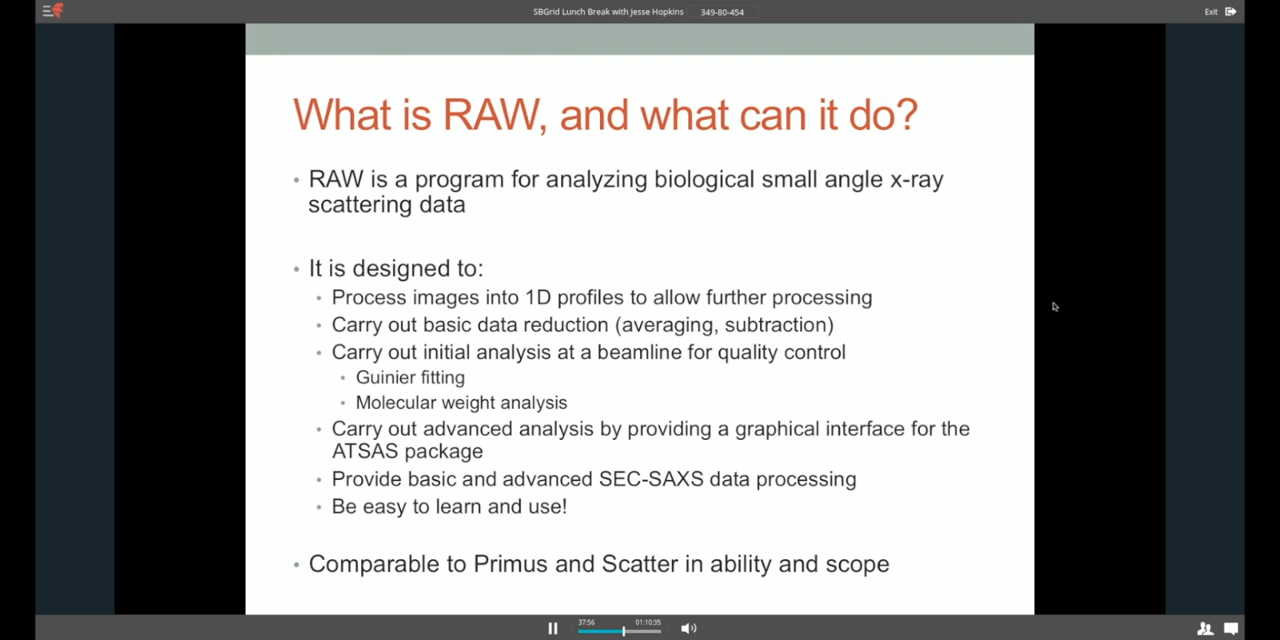 SBGrid Lunch Break with Jesse Hopkins 349-80-454 Exit
What is RAW, and what can it do?
• RAW is a program for analyzing biological small angle x-ray
scattering data
• It is designed to:
• Process images into 1D profiles to allow further processing
• Carry out basic data reduction (averaging, subtraction)
• Carry out initial analysis at a beamline for quality control
• Guinier fitting
• Molecular weight analysis
• Carry out advanced analysis by providing a graphical interface for the
ATSAS package
• Provide basic and advanced SEC-SAXS data processing
• Be easy to learn and use!
• Comparable to Primus and Scatter in ability and scope
37:56 01:10:35